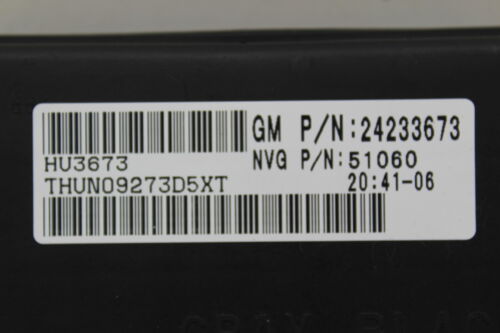 GM P/N:24233673
HU3673
NVG P/N:51060
THUN09273D5XT
20:41-06